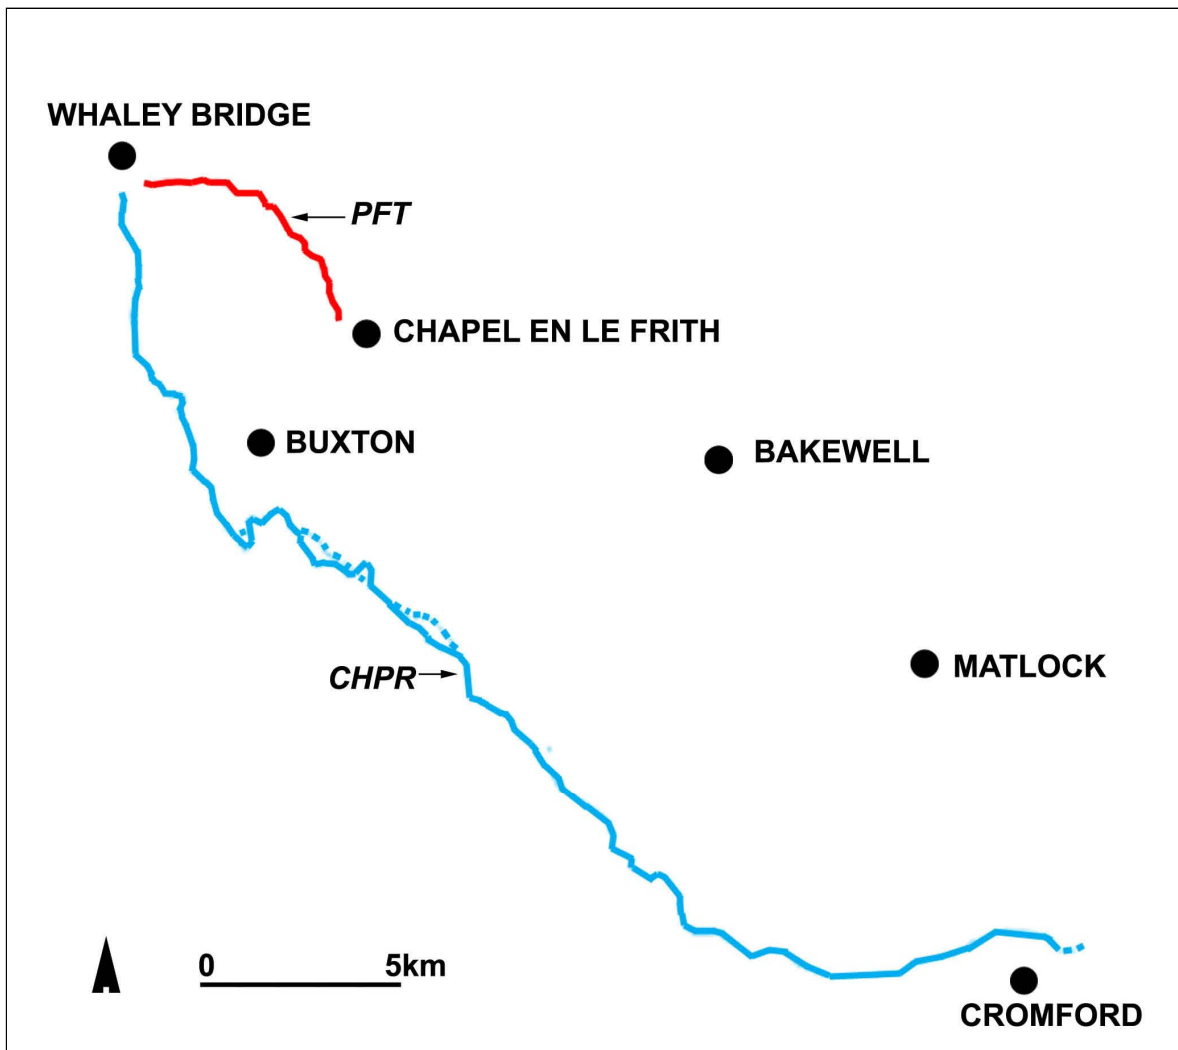 WHALEY BRIDGE
PFT
CHAPEL EN LE FRITH
BUXTON
BAKEWELL
MATLOCK
CHPR
0 5km
CROMFORD